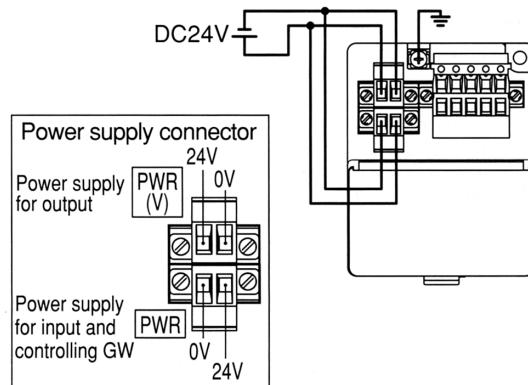 DC24V
Power supply connector
24V
0V
Power supply
for output
PWR
(V)
Power supply
for input and
controlling GW
PWR
0V
24V